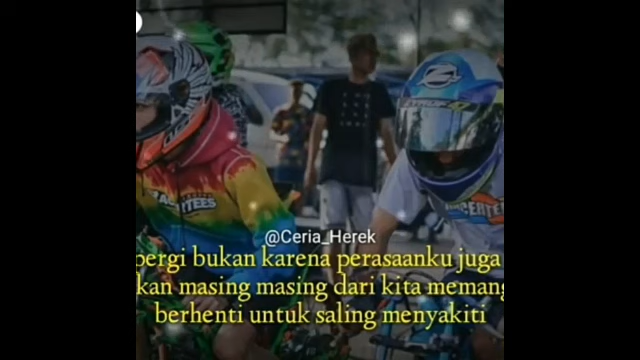 @Ceria_Herek
pergi bukan karena perasaanku juga
kan masing masing dari kita memang
berhenti untuk saling menyakiti